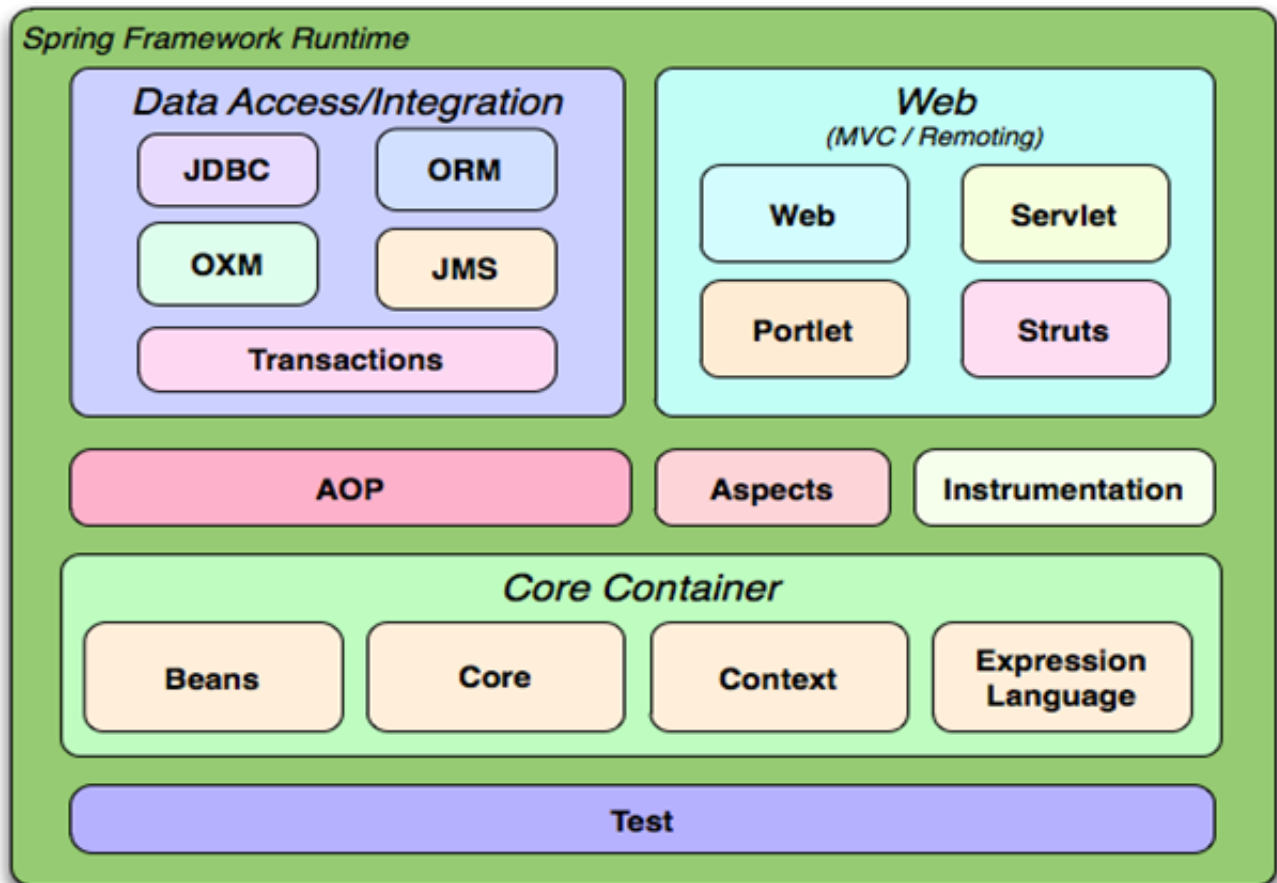 Spring Framework Runtime
Data Access/Integration
JDBC
ORM
OXM
JMS
Transactions
Web
(MVC / Remoting)
Web
Servlet
Portlet
Struts
AOP
Aspects
Instrumentation
Core Container
Beans
Core
Context
Expression
Language
Test